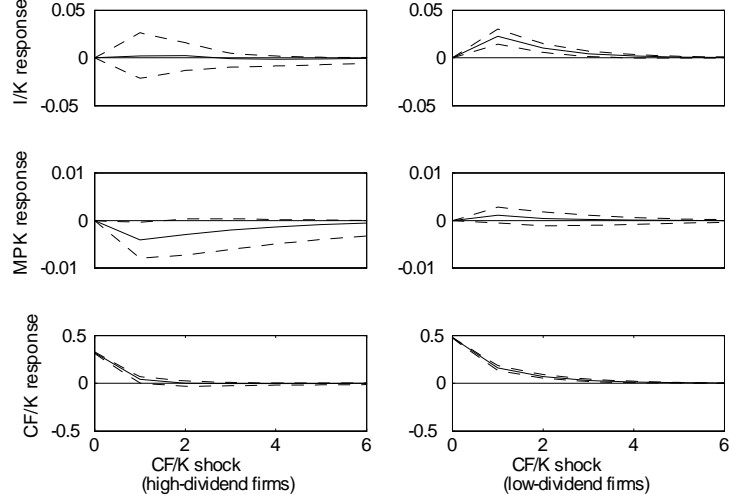 I/K response
0.05
0
-0.05
0.05
0
-0.05
MPK response
0.01
0
-0.01
0.01
0
-0.01
CF/K response
0.5
0
-0.5
0 2 4 6
CF/K shock
(high-dividend firms)
0.5
0
-0.5
0 2 4 6
CF/K shock
(low-dividend firms)